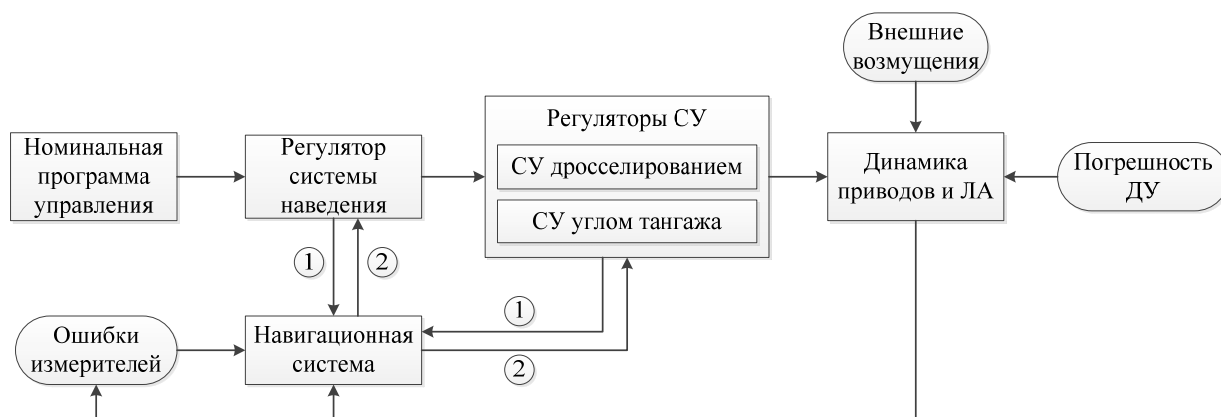 Внешние
возмущения
Регуляторы СУ
Номинальная
программа
управления
Регулятор
системы
наведения
СУ дросселированием
СУ углом тангажа
Динамика
приводов и ЛА
Погрешность
ДУ
1
2
1
2
Ошибки
измерителей
Навигационная
система